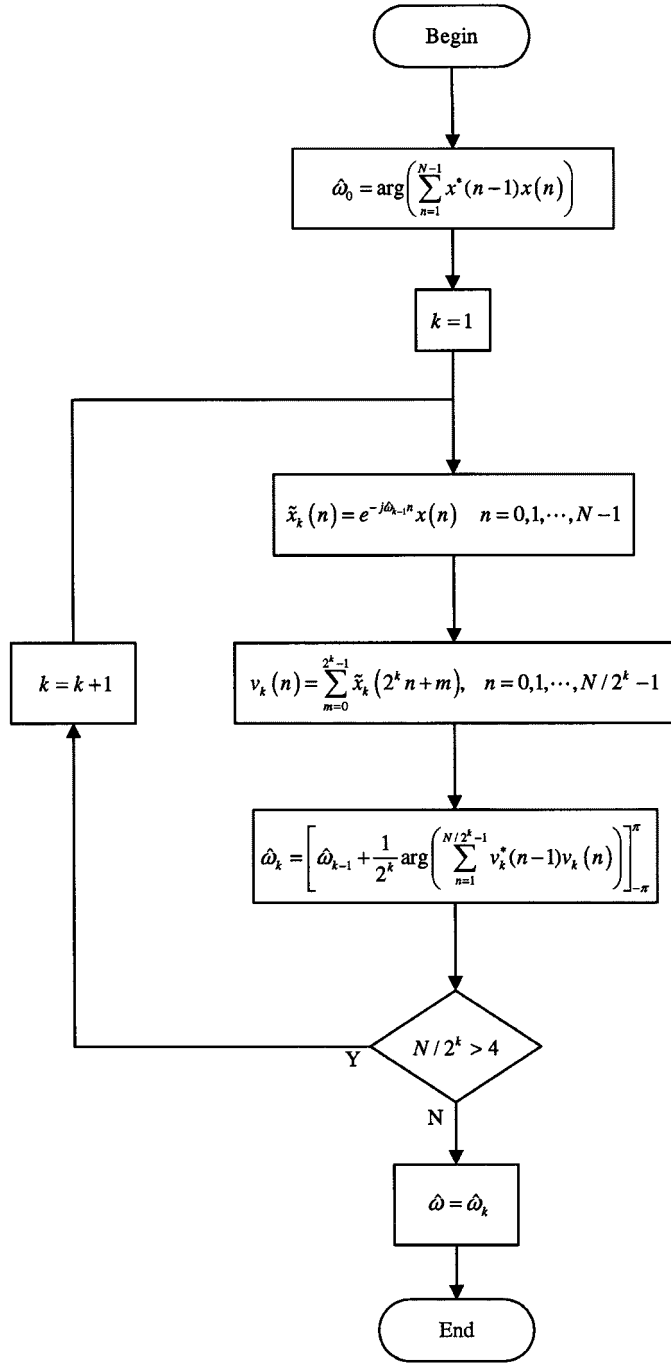 Begin
ω̂₀ = arg(∑_{n=1}^{N−1} x*(n−1)x(n))
k = 1
x̃ₖ(n) = e^{−jω̂_{k−1}n} x(n)   n = 0,1,⋯,N−1
k = k+1
vₖ(n) = ∑_{m=0}^{2^k−1} x̃ₖ(2^k n+m),   n = 0,1,⋯,N/2^k−1
ω̂ₖ = [ω̂_{k−1} + 1/2^k arg(∑_{n=1}^{N/2^k−1} vₖ*(n−1)vₖ(n))]_{−π}^{π}
N/2^k > 4
Y
N
ω̂ = ω̂ₖ
End